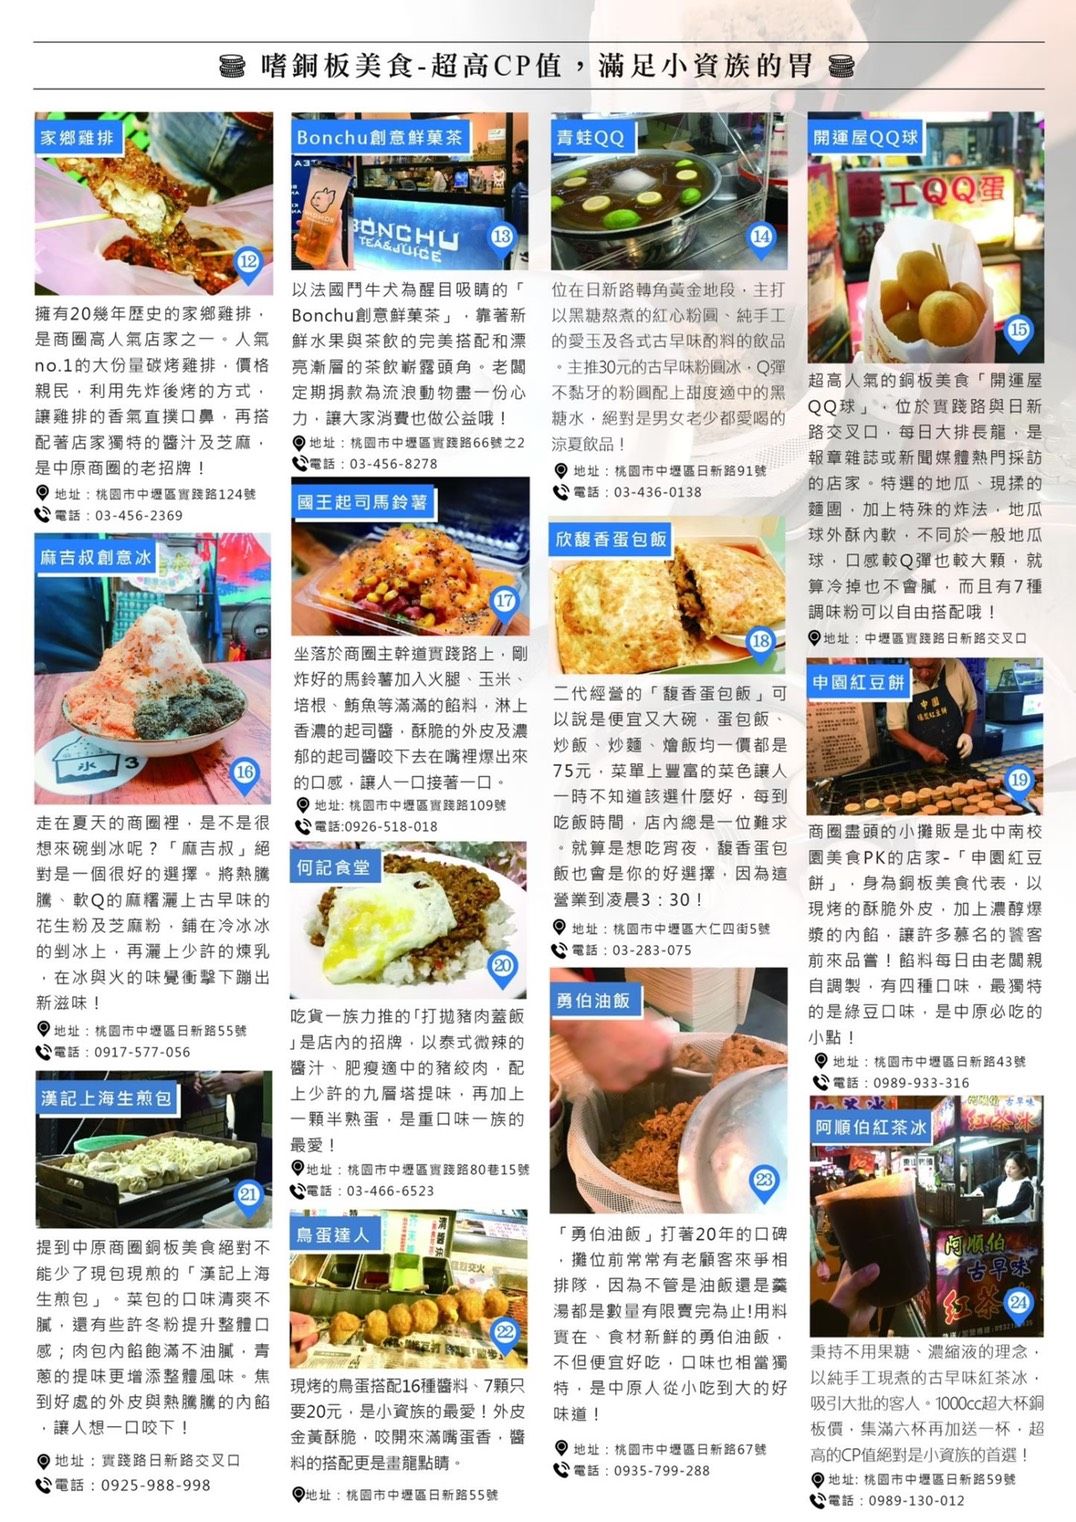 嗜銅板美食-超高CP值，滿足小資族的胃
家鄉雞排
12
擁有20幾年歷史的家鄉雞排，
是商圈高人氣店家之一。人氣
no.1的大份量碳烤雞排，價格
親民，利用先炸後烤的方式，
讓雞排的香氣直撲口鼻，再搭
配著店家獨特的醬汁及芝麻，
是中原商圈的老招牌！
地址：桃園市中壢區實踐路124號
電話：03-456-2369
麻吉叔創意冰
冰
3
16
走在夏天的商圈裡，是不是很
想來碗剉冰呢？「麻吉叔」絕
對是一個很好的選擇。將熱騰
騰、軟Q的麻糬灑上古早味的
花生粉及芝麻粉，鋪在冷冰冰
的剉冰上，再灑上少許的煉乳
，在冰與火的味覺衝擊下蹦出
新滋味！
地址：桃園市中壢區日新路55號
電話：0917-577-056
漢記上海生煎包
21
提到中原商圈銅板美食絕對不
能少了現包現煎的「漢記上海
生煎包」。菜包的口味清爽不
膩，還有些許冬粉提升整體口
感；肉包內餡飽滿不油膩，青
蔥的提味更增添整體風味。焦
到好處的外皮與熱騰騰的內餡
，讓人想一口咬下！
地址：實踐路日新路交叉口
電話：0925-988-998
Bonchu創意鮮菓茶
BONCHU
TEA&JUICE
13
以法國鬥牛犬為醒目吸睛的「
Bonchu創意鮮菓茶」，靠著新
鮮水果與茶飲的完美搭配和漂
亮漸層的茶飲嶄露頭角。老闆
定期捐款為流浪動物盡一份心
力，讓大家消費也做公益哦！
地址：桃園市中壢區實踐路66號之2
電話：03-456-8278
國王起司馬鈴薯
17
坐落於商圈主幹道實踐路上，剛
炸好的馬鈴薯加入火腿、玉米、
培根、鮪魚等滿滿的餡料，淋上
香濃的起司醬，酥脆的外皮及濃
郁的起司醬咬下去在嘴裡爆出來
的口感，讓人一口接著一口。
地址: 桃園市中壢區實踐路109號
電話:0926-518-018
何記食堂
20
吃貨一族力推的「打拋豬肉蓋飯
」是店內的招牌，以泰式微辣的
醬汁、肥瘦適中的豬絞肉，配
上少許的九層塔提味，再加上
一顆半熟蛋，是重口味一族的
最愛！
地址：桃園市中壢區實踐路80巷15號
電話：03-466-6523
鳥蛋達人
22
現烤的鳥蛋搭配16種醬料、7顆只
要20元，是小資族的最愛！外皮
金黃酥脆，咬開來滿嘴蛋香，醬
料的搭配更是畫龍點睛。
地址：桃園市中壢區日新路55號
青蛙QQ
14
位在日新路轉角黃金地段，主打
以黑糖熬煮的紅心粉圓、純手工
的愛玉及各式古早味酌料的飲品
。主推30元的古早味粉圓冰，Q彈
不黏牙的粉圓配上甜度適中的黑
糖水，絕對是男女老少都愛喝的
涼夏飲品！
地址：桃園市中壢區日新路91號
電話：03-436-0138
欣馥香蛋包飯
18
二代經營的「馥香蛋包飯」可
以說是便宜又大碗，蛋包飯、
炒飯、炒麵、燴飯均一價都是
75元，菜單上豐富的菜色讓人
一時不知道該選什麼好，每到
吃飯時間，店內總是一位難求
。就算是想吃宵夜，馥香蛋包
飯也會是你的好選擇，因為這
營業到凌晨3：30！
地址：桃園市中壢區大仁四街5號
電話：03-283-075
勇伯油飯
23
「勇伯油飯」打著20年的口碑
，攤位前常常有老顧客來爭相
排隊，因為不管是油飯還是羹
湯都是數量有限賣完為止!用料
實在、食材新鮮的勇伯油飯，
不但便宜好吃，口味也相當獨
特，是中原人從小吃到大的好
味道！
地址：桃園市中壢區日新路67號
電話：0935-799-288
開運屋QQ球
工QQ蛋
15
超高人氣的銅板美食「開運屋
QQ球」，位於實踐路與日新
路交叉口，每日大排長龍，是
報章雜誌或新聞媒體熱門採訪
的店家。特選的地瓜、現揉的
麵團，加上特殊的炸法，地瓜
球外酥內軟，不同於一般地瓜
球，口感較Q彈也較大顆，就
算冷掉也不會膩，而且有7種
調味粉可以自由搭配哦！
地址：中壢區實踐路日新路交叉口
申園紅豆餅
申園
19
商圈盡頭的小攤販是北中南校
園美食PK的店家-「申園紅豆
餅」，身為銅板美食代表，以
現烤的酥脆外皮，加上濃醇爆
漿的內餡，讓許多慕名的饕客
前來品嘗！餡料每日由老闆親
自調製，有四種口味，最獨特
的是綠豆口味，是中原必吃的
小點！
地址：桃園市中壢區日新路43號
電話：0989-933-316
阿順伯紅茶冰
阿順伯 古早味
紅茶冰
阿順伯
古早味
紅茶
24
秉持不用果糖、濃縮液的理念，
以純手工現煮的古早味紅茶冰，
吸引大批的客人。1000cc超大杯銅
板價，集滿六杯再加送一杯，超
高的CP值絕對是小資族的首選！
地址: 桃園市中壢區日新路59號
電話：0989-130-012